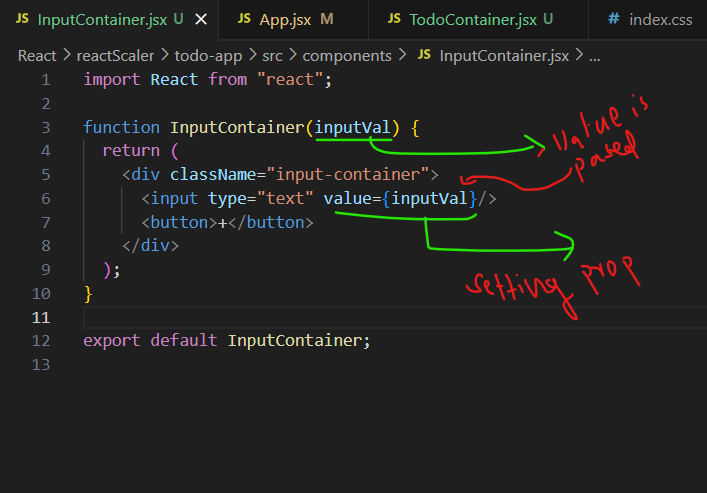 JS InputContainer.jsx U ×
JS App.jsx M
JS TodoContainer.jsx U
# index.css
React > reactScaler > todo-app > src > components > JS InputContainer.jsx > ...
1 import React from "react";
2
3 function InputContainer(inputVal) {
4 return (
5 <div className="input-container">
6 <input type="text" value={inputVal}/>
7 <button>+</button>
8 </div>
9 );
10 }
11
12 export default InputContainer;
13
Value is
pased
setting prop